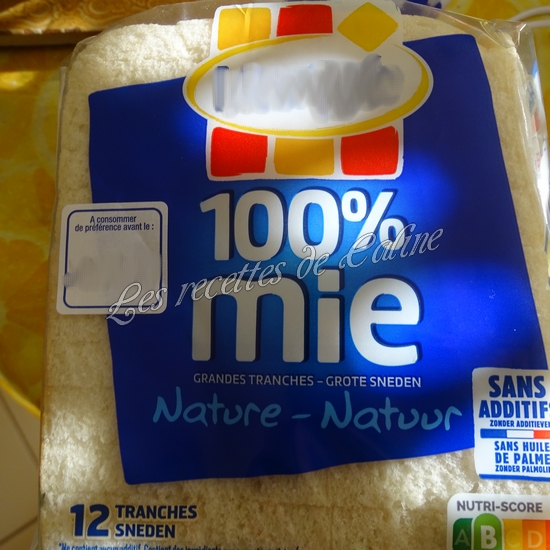 100%
mie
A consommer
de préférence avant le :
Les recettes de Caline
GRANDES TRANCHES – GROTE SNEDEN
Nature – Natuur
SANS
ADDITIFS
ZONDER ADDITIEVEN
SANS HUILE
DE PALME
ZONDER PALMOLIE
12 TRANCHES
SNEDEN
NUTRI-SCORE
A B C D